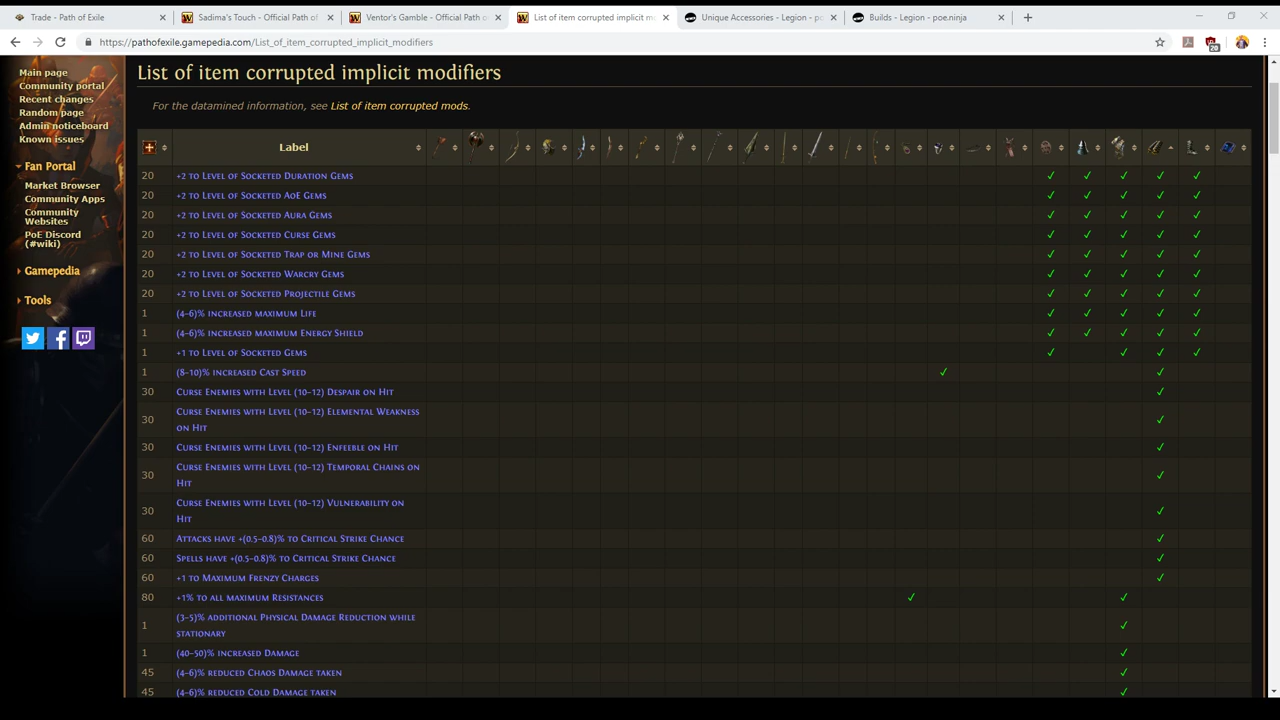 Trade - Path of Exile
Sadima's Touch - Official Path of
Ventor's Gamble - Official Path o
List of item corrupted implicit m
Unique Accessories - Legion - po
Builds - Legion - poe.ninja
https://pathofexile.gamepedia.com/List_of_item_corrupted_implicit_modifiers
20
Main page
Community portal
Recent changes
Random page
Admin noticeboard
Known issues
Fan Portal
Market Browser
Community Apps
Community
Websites
PoE Discord
(#wiki)
Gamepedia
Tools
List of item corrupted implicit modifiers
For the datamined information, see List of item corrupted mods.
Label
20 +2 to Level of Socketed Duration Gems ✓ ✓ ✓ ✓ ✓
20 +2 to Level of Socketed AoE Gems ✓ ✓ ✓ ✓ ✓
20 +2 to Level of Socketed Aura Gems ✓ ✓ ✓ ✓ ✓
20 +2 to Level of Socketed Curse Gems ✓ ✓ ✓ ✓ ✓
20 +2 to Level of Socketed Trap or Mine Gems ✓ ✓ ✓ ✓ ✓
20 +2 to Level of Socketed Warcry Gems ✓ ✓ ✓ ✓ ✓
20 +2 to Level of Socketed Projectile Gems ✓ ✓ ✓ ✓ ✓
1 (4-6)% increased maximum Life ✓ ✓ ✓ ✓ ✓
1 (4-6)% increased maximum Energy Shield ✓ ✓ ✓ ✓ ✓
1 +1 to Level of Socketed Gems ✓ ✓ ✓ ✓
1 (8-10)% increased Cast Speed ✓ ✓
30 Curse Enemies with Level (10-12) Despair on Hit ✓
30 Curse Enemies with Level (10-12) Elemental Weakness
on Hit ✓
30 Curse Enemies with Level (10-12) Enfeeble on Hit ✓
30 Curse Enemies with Level (10-12) Temporal Chains on
Hit ✓
30 Curse Enemies with Level (10-12) Vulnerability on
Hit ✓
60 Attacks have +(0.5-0.8)% to Critical Strike Chance ✓
60 Spells have +(0.5-0.8)% to Critical Strike Chance ✓
60 +1 to Maximum Frenzy Charges ✓
80 +1% to all maximum Resistances ✓ ✓
1 (3-5)% additional Physical Damage Reduction while
stationary ✓
1 (40-50)% increased Damage ✓
45 (4-6)% reduced Chaos Damage taken ✓
45 (4-6)% reduced Cold Damage taken ✓